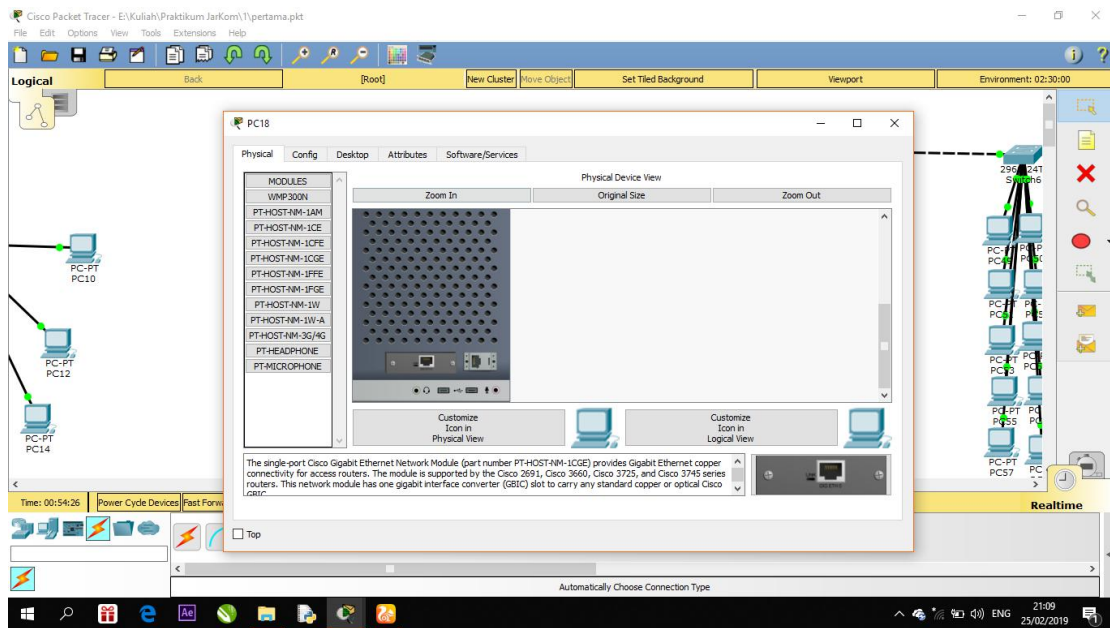 Cisco Packet Tracer - E:\Kuliah\Praktikum JarKom\1\pertama.pkt
File Edit Options View Tools Extensions Help
Logical Back [Root] New Cluster Move Object Set Tiled Background Viewport Environment: 02:30:00
PC18
Physical Config Desktop Attributes Software/Services
MODULES
WMP300N
PT-HOST-NM-1AM
PT-HOST-NM-1CE
PT-HOST-NM-1CFE
PT-HOST-NM-1CGE
PT-HOST-NM-1FFE
PT-HOST-NM-1FGE
PT-HOST-NM-1W
PT-HOST-NM-1W-A
PT-HOST-NM-3G/4G
PT-HEADPHONE
PT-MICROPHONE
Physical Device View
Zoom In Original Size Zoom Out
Customize
Icon in
Physical View
Customize
Icon in
Logical View
The single-port Cisco Gigabit Ethernet Network Module (part number PT-HOST-NM-1CGE) provides Gigabit Ethernet copper
connectivity for access routers. The module is supported by the Cisco 2691, Cisco 3660, Cisco 3725, and Cisco 3745 series
routers. This network module has one gigabit interface converter (GBIC) slot to carry any standard copper or optical Cisco
GBIC
Top
PC-PT
PC10
PC-PT
PC12
PC-PT
PC14
24T
Switch6
PC-PT
PC57
Time: 00:54:26 Power Cycle Devices Fast Forw
Realtime
Automatically Choose Connection Type
Ae
ENG
21:09
25/02/2019